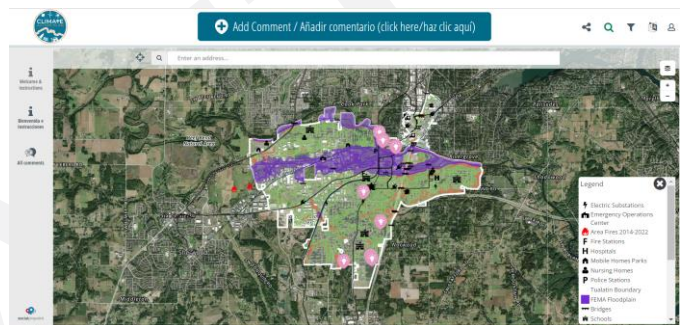 CLIMATE
Add Comment / Añadir comentario (click here/haz clic aquí)
Enter an address...
Welcome & Instructions
Bienvenida e instrucciones
All comments
Legend
Electric Substations
Emergency Operations
Center
Area Fires 2014-2022
F Fire Stations
H Hospitals
Mobile Homes Parks
Nursing Homes
P Police Stations
Tualatin Boundary
FEMA Floodplain
Bridges
Schools